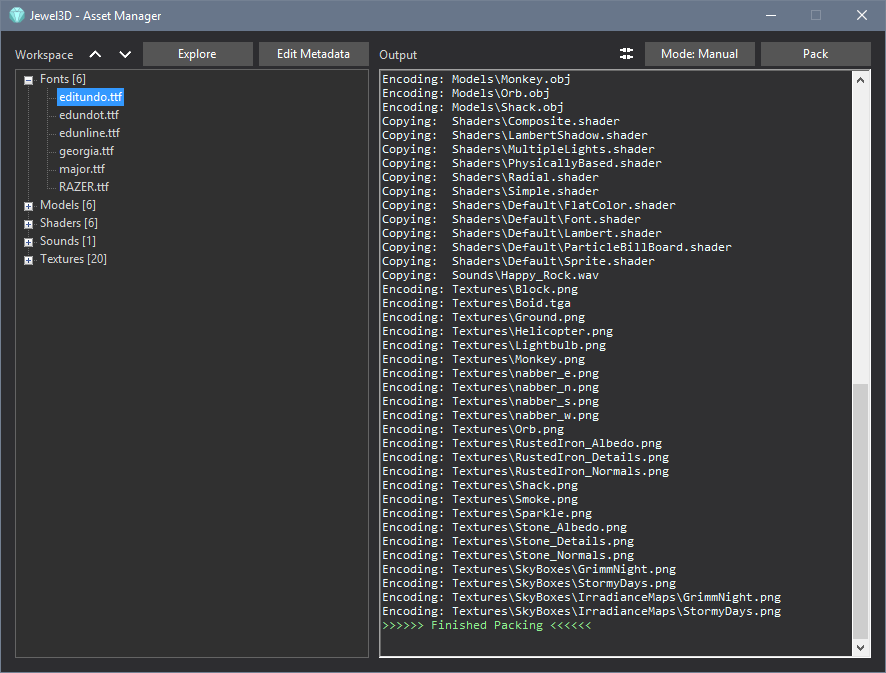 Jewel3D - Asset Manager
Workspace
Explore
Edit Metadata
Output
Mode: Manual
Pack
Fonts [6]
editundo.ttf
edundot.ttf
edunline.ttf
georgia.ttf
major.ttf
RAZER.ttf
Models [6]
Shaders [6]
Sounds [1]
Textures [20]
Encoding: Models\Monkey.obj
Encoding: Models\Orb.obj
Encoding: Models\Shack.obj
Copying:  Shaders\Composite.shader
Copying:  Shaders\LambertShadow.shader
Copying:  Shaders\MultipleLights.shader
Copying:  Shaders\PhysicallyBased.shader
Copying:  Shaders\Radial.shader
Copying:  Shaders\Simple.shader
Copying:  Shaders\Default\FlatColor.shader
Copying:  Shaders\Default\Font.shader
Copying:  Shaders\Default\Lambert.shader
Copying:  Shaders\Default\ParticleBillBoard.shader
Copying:  Shaders\Default\Sprite.shader
Copying:  Sounds\Happy_Rock.wav
Encoding: Textures\Block.png
Encoding: Textures\Boid.tga
Encoding: Textures\Ground.png
Encoding: Textures\Helicopter.png
Encoding: Textures\Lightbulb.png
Encoding: Textures\Monkey.png
Encoding: Textures\nabber_e.png
Encoding: Textures\nabber_n.png
Encoding: Textures\nabber_s.png
Encoding: Textures\nabber_w.png
Encoding: Textures\Orb.png
Encoding: Textures\RustedIron_Albedo.png
Encoding: Textures\RustedIron_Details.png
Encoding: Textures\RustedIron_Normals.png
Encoding: Textures\Shack.png
Encoding: Textures\Smoke.png
Encoding: Textures\Sparkle.png
Encoding: Textures\Stone_Albedo.png
Encoding: Textures\Stone_Details.png
Encoding: Textures\Stone_Normals.png
Encoding: Textures\SkyBoxes\GrimmNight.png
Encoding: Textures\SkyBoxes\StormyDays.png
Encoding: Textures\SkyBoxes\IrradianceMaps\GrimmNight.png
Encoding: Textures\SkyBoxes\IrradianceMaps\StormyDays.png
>>>>>> Finished Packing <<<<<<